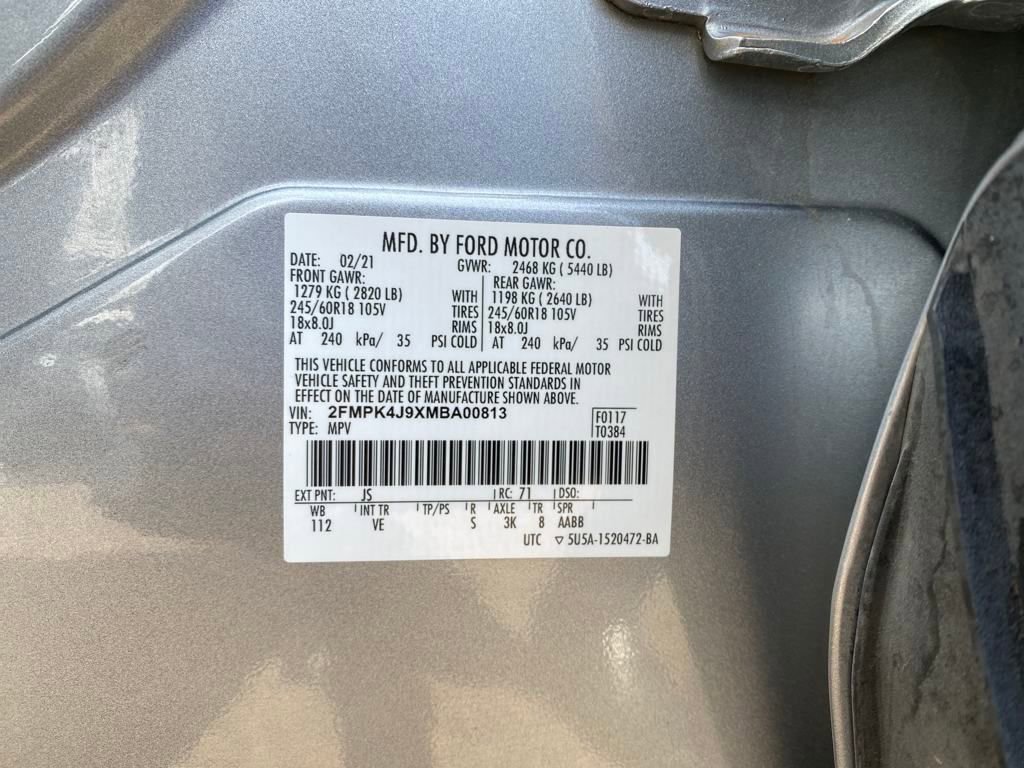 MFD. BY FORD MOTOR CO.
DATE: 02/21 GVWR: 2468 KG ( 5440 LB)
FRONT GAWR: REAR GAWR:
1279 KG ( 2820 LB) WITH 1198 KG ( 2640 LB) WITH
245/60R18 105V TIRES 245/60R18 105V TIRES
18x8.0J RIMS 18x8.0J RIMS
AT 240 kPa/ 35 PSI COLD AT 240 kPa/ 35 PSI COLD
THIS VEHICLE CONFORMS TO ALL APPLICABLE FEDERAL MOTOR
VEHICLE SAFETY AND THEFT PREVENTION STANDARDS IN
EFFECT ON THE DATE OF MANUFACTURE SHOWN ABOVE.
VIN: 2FMPK4J9XMBA00813 F0117
TYPE: MPV T0384
EXT PNT: JS RC: 71 DSO:
WB INT TR TP/PS R AXLE TR SPR
112 VE S 3K 8 AABB
UTC ▽ 5U5A-1520472-BA